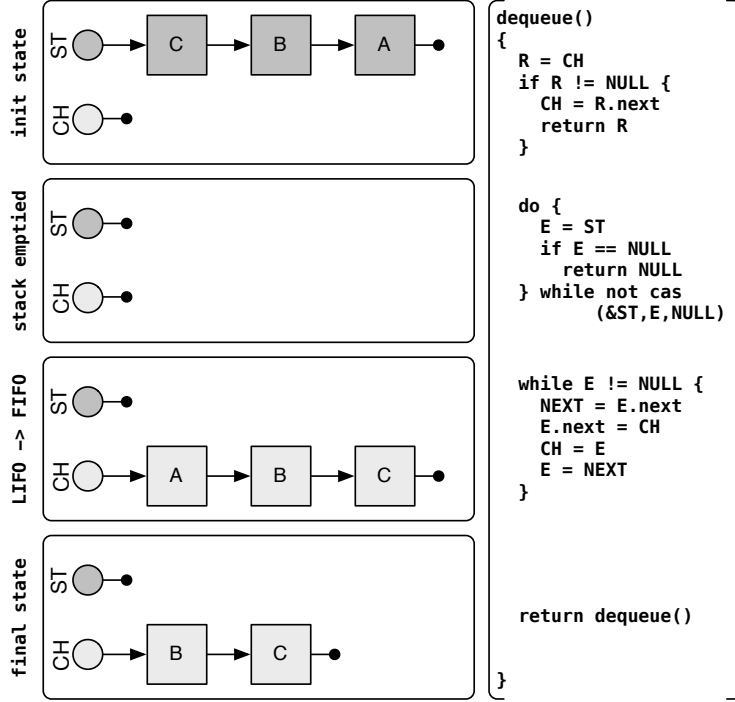 init state
ST
C
B
A
CH
stack emptied
ST
CH
LIFO -> FIFO
ST
CH
A
B
C
final state
ST
CH
B
C
dequeue()
{
R = CH
if R != NULL {
CH = R.next
return R
}
do {
E = ST
if E == NULL
return NULL
} while not cas
(&ST,E,NULL)
while E != NULL {
NEXT = E.next
E.next = CH
CH = E
E = NEXT
}
return dequeue()
}